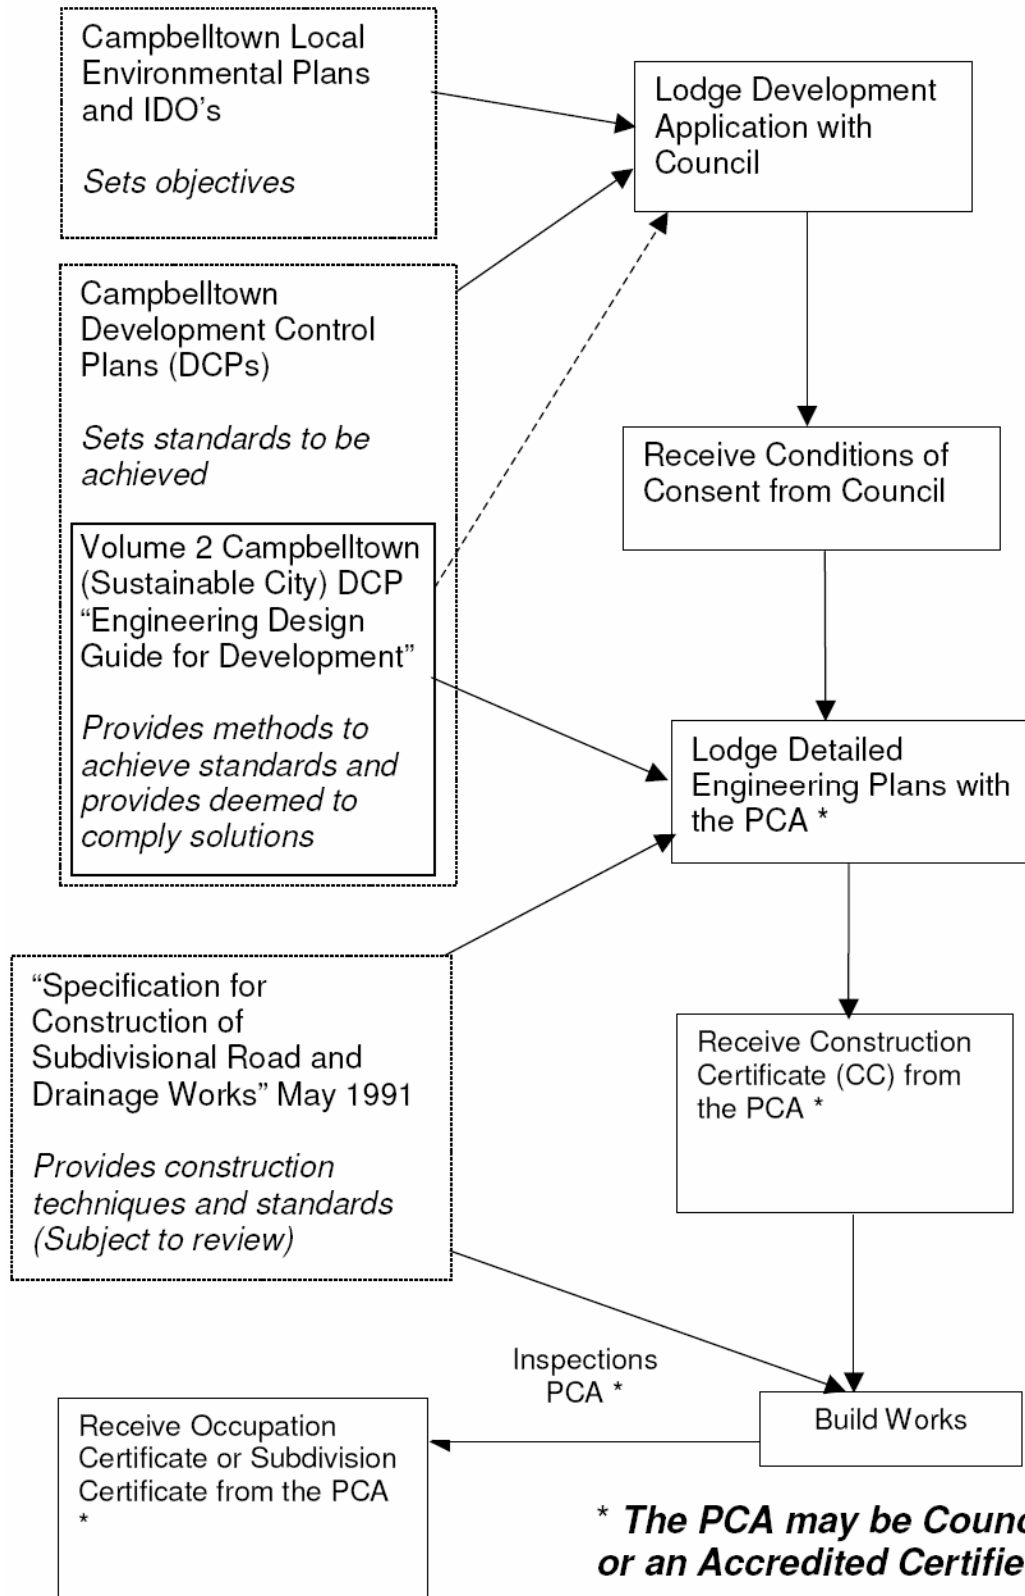 Campbelltown Local
Environmental Plans
and IDO's
Sets objectives
Lodge Development
Application with
Council
Campbelltown
Development Control
Plans (DCPs)
Sets standards to be
achieved
Receive Conditions of
Consent from Council
Volume 2 Campbelltown
(Sustainable City) DCP
“Engineering Design
Guide for Development”
Provides methods to
achieve standards and
provides deemed to
comply solutions
Lodge Detailed
Engineering Plans with
the PCA *
“Specification for
Construction of
Subdivisional Road and
Drainage Works” May 1991
Provides construction
techniques and standards
(Subject to review)
Receive Construction
Certificate (CC) from
the PCA *
Inspections
PCA *
Build Works
Receive Occupation
Certificate or Subdivision
Certificate from the PCA
*
* The PCA may be Counc
or an Accredited Certifie